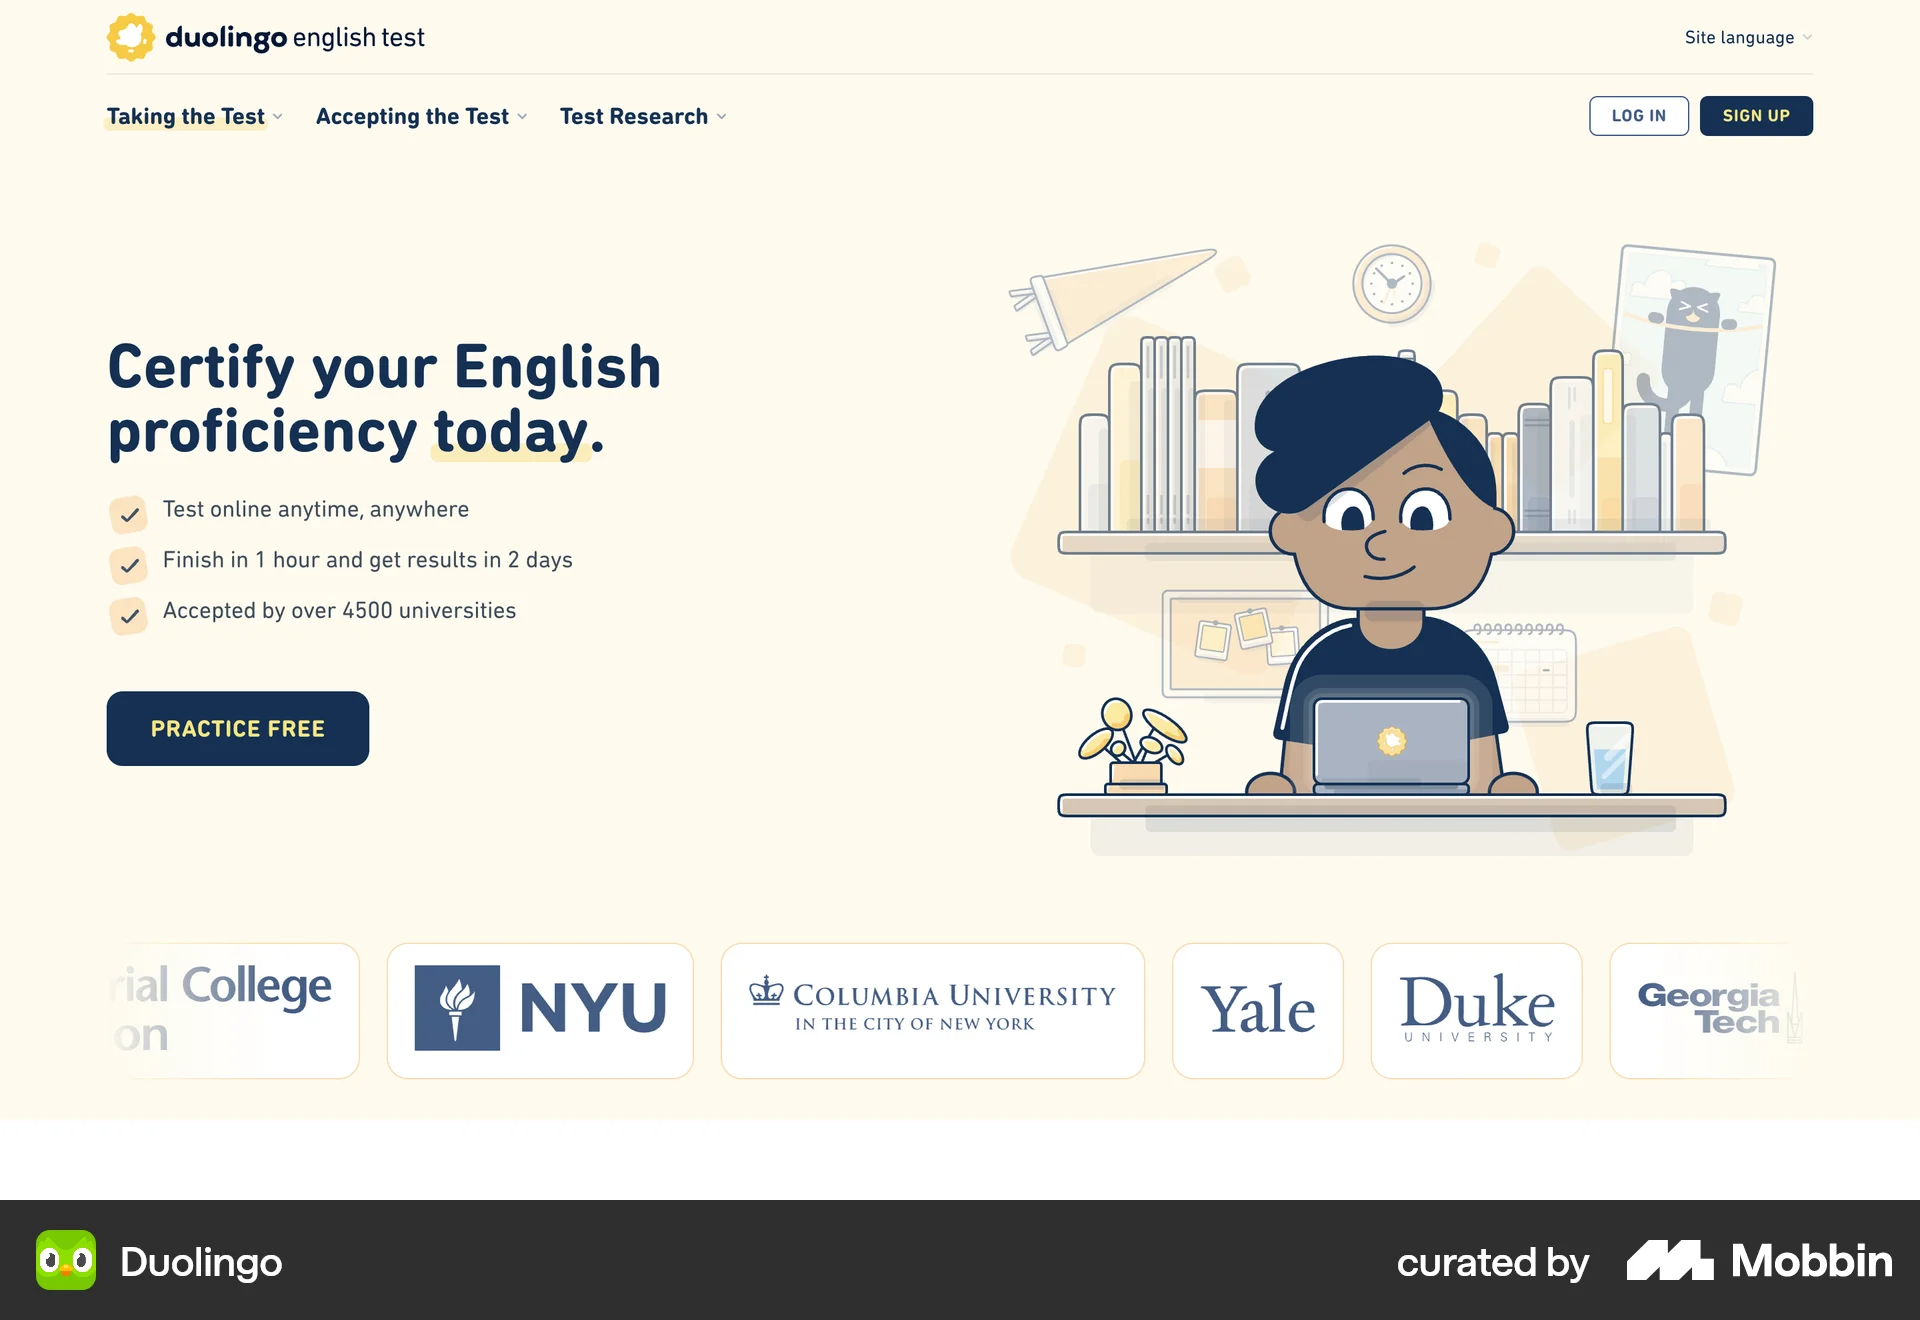 duolingo english test
Site language
Taking the Test
Accepting the Test
Test Research
LOG IN
SIGN UP
Certify your English
proficiency today.
Test online anytime, anywhere
Finish in 1 hour and get results in 2 days
Accepted by over 4500 universities
PRACTICE FREE
rial College
on
NYU
COLUMBIA UNIVERSITY
IN THE CITY OF NEW YORK
Yale
Duke
UNIVERSITY
Georgia
Tech
Duolingo
curated by Mobbin